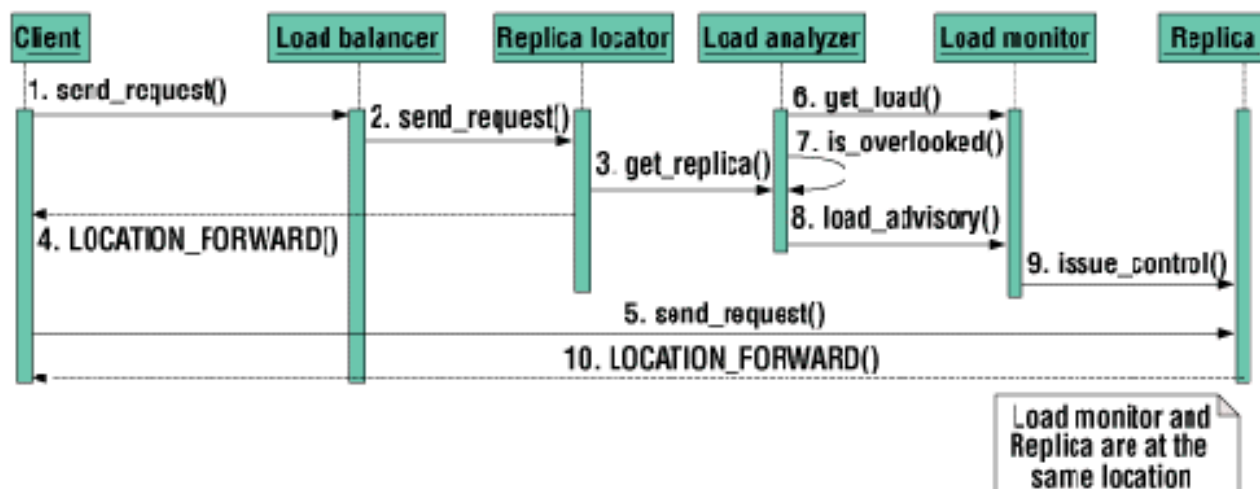 Client
Load balancer
Replica locator
Load analyzer
Load monitor
Replica
1. send_request()
2. send_request()
3. get_replica()
4. LOCATION_FORWARD()
6. get_load()
7. is_overlooked()
8. load_advisory()
9. issue_control()
5. send_request()
10. LOCATION_FORWARD()
Load monitor and
Replica are at the
same location